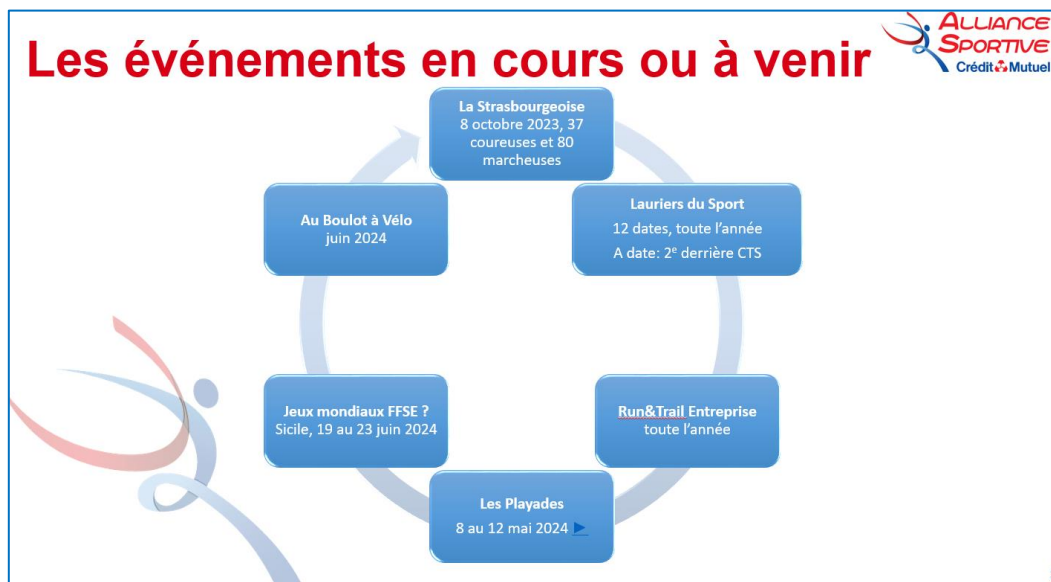 Les événements en cours ou à venir
ALLIANCE
SPORTIVE
Crédit Mutuel
La Strasbourgeoise
8 octobre 2023, 37
coureuses et 80
marcheuses
Lauriers du Sport
12 dates, toute l'année
A date: 2e derrière CTS
Run&Trail Entreprise
toute l'année
Les Playades
8 au 12 mai 2024 ►
Jeux mondiaux FFSE ?
Sicile, 19 au 23 juin 2024
Au Boulot à Vélo
juin 2024